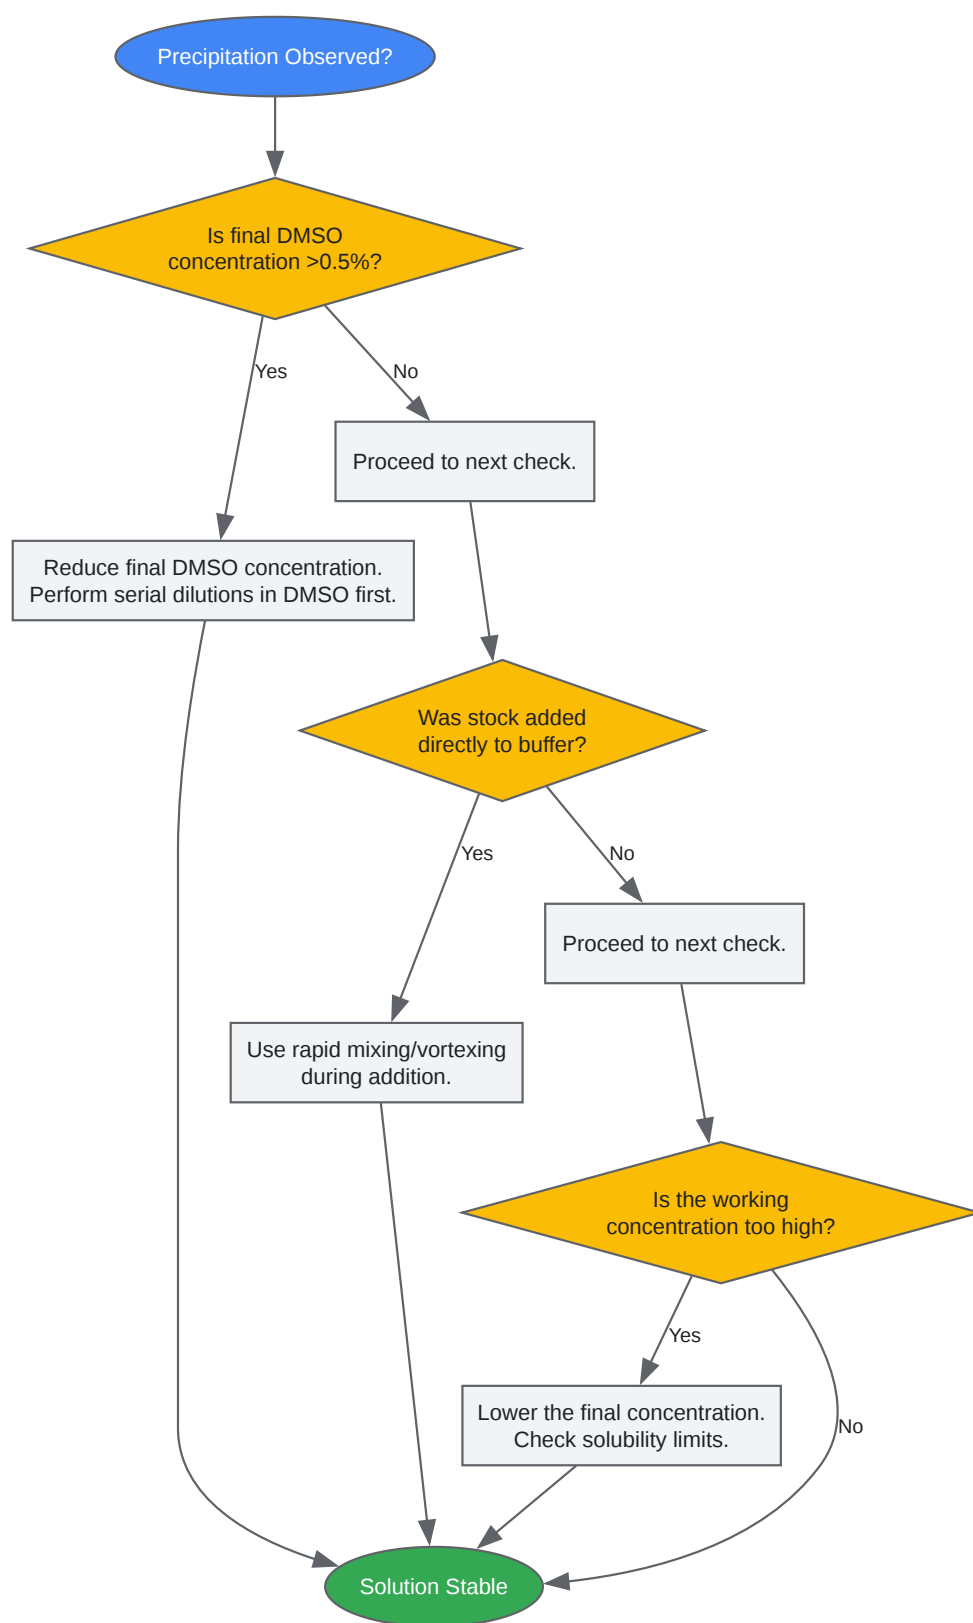 Precipitation Observed?
Is final DMSO
concentration >0.5%?
Yes
No
Proceed to next check.
Reduce final DMSO concentration.
Perform serial dilutions in DMSO first.
Was stock added
directly to buffer?
Yes
No
Proceed to next check.
Use rapid mixing/vortexing
during addition.
Is the working
concentration too high?
Yes
Lower the final concentration.
Check solubility limits.
No
Solution Stable